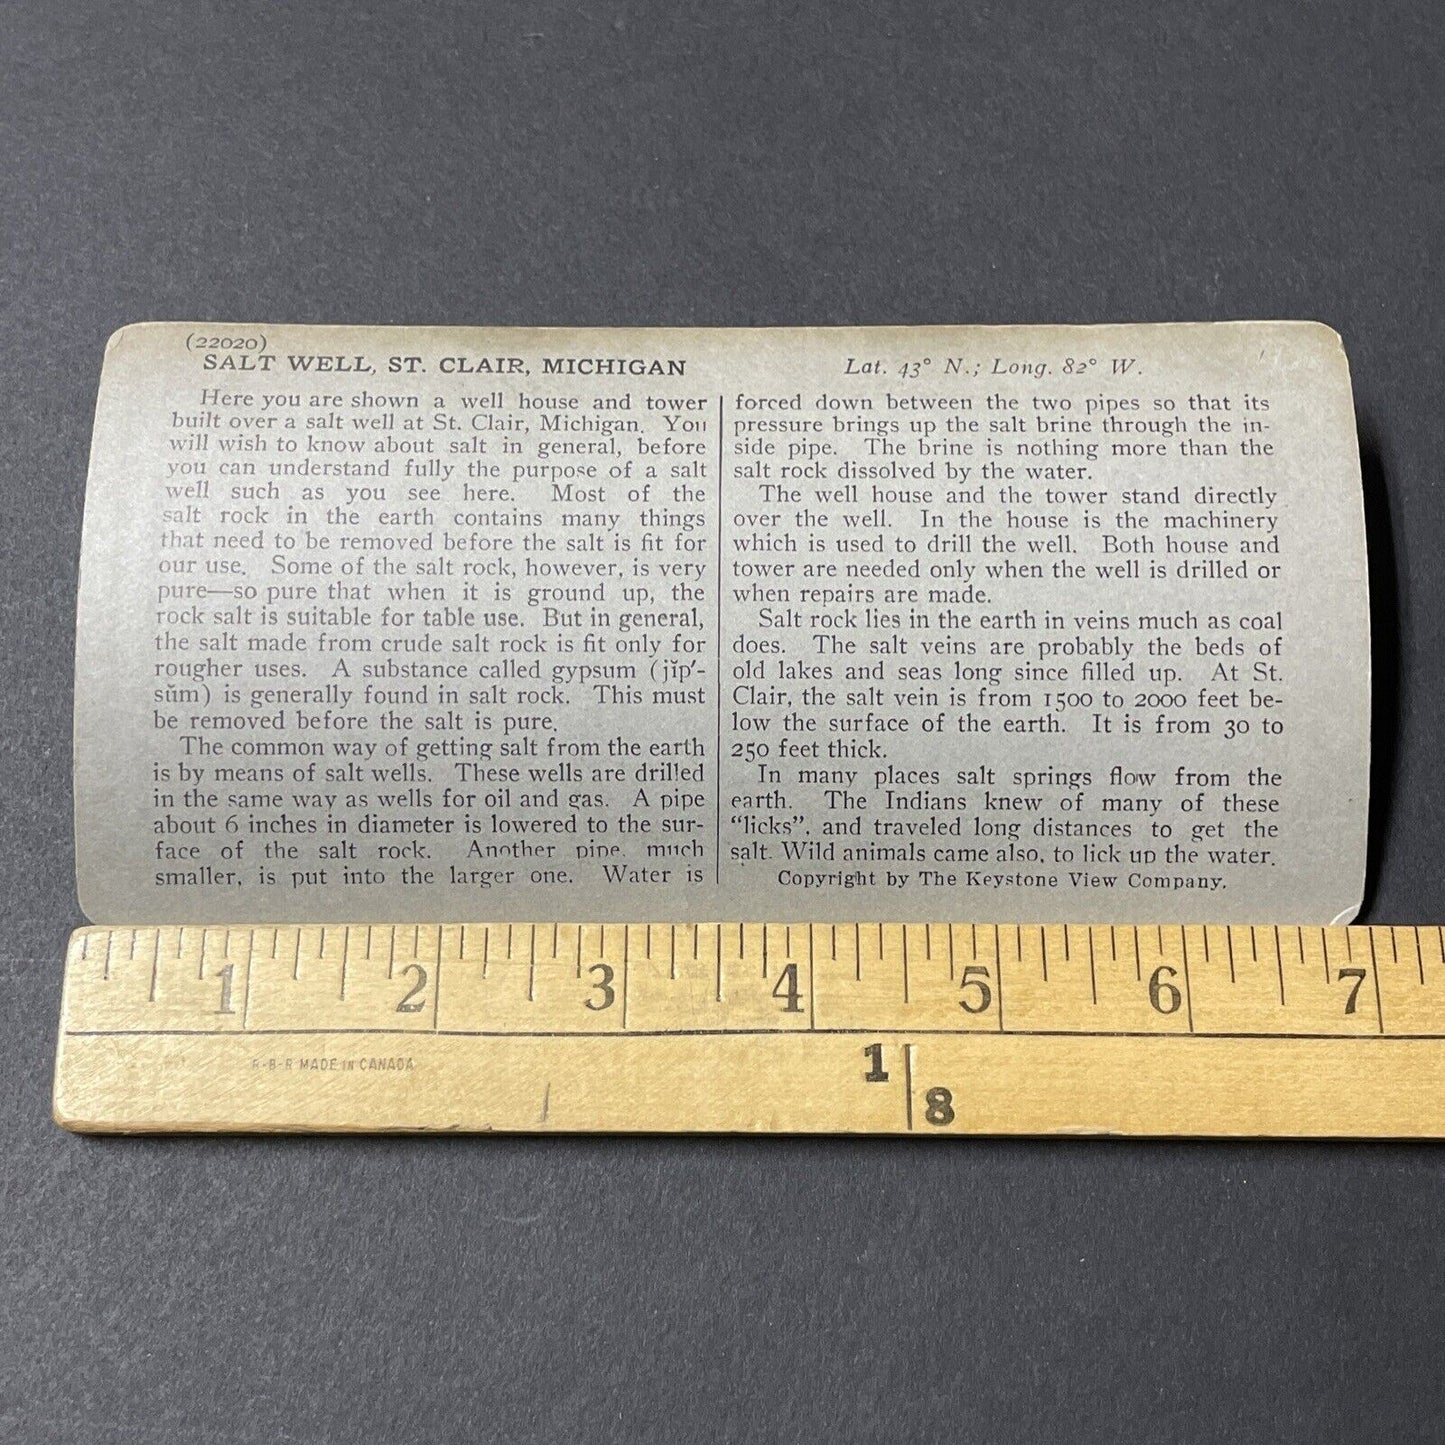 (22020)
SALT WELL, ST. CLAIR, MICHIGAN
Lat. 43° N.; Long. 82° W.
Here you are shown a well house and tower
built over a salt well at St. Clair, Michigan. You
will wish to know about salt in general, before
you can understand fully the purpose of a salt
well such as you see here. Most of the
salt rock in the earth contains many things
that need to be removed before the salt is fit for
our use. Some of the salt rock, however, is very
pure—so pure that when it is ground up, the
rock salt is suitable for table use. But in general,
the salt made from crude salt rock is fit only for
rougher uses. A substance called gypsum (jĭp′-
sŭm) is generally found in salt rock. This must
be removed before the salt is pure.
The common way of getting salt from the earth
is by means of salt wells. These wells are drilled
in the same way as wells for oil and gas. A pipe
about 6 inches in diameter is lowered to the sur-
face of the salt rock. Another pipe, much
smaller, is put into the larger one. Water is
forced down between the two pipes so that its
pressure brings up the salt brine through the in-
side pipe. The brine is nothing more than the
salt rock dissolved by the water.
The well house and the tower stand directly
over the well. In the house is the machinery
which is used to drill the well. Both house and
tower are needed only when the well is drilled or
when repairs are made.
Salt rock lies in the earth in veins much as coal
does. The salt veins are probably the beds of
old lakes and seas long since filled up. At St.
Clair, the salt vein is from 1500 to 2000 feet be-
low the surface of the earth. It is from 30 to
250 feet thick.
In many places salt springs flow from the
earth. The Indians knew of many of these
"licks", and traveled long distances to get the
salt. Wild animals came also, to lick up the water.
Copyright by The Keystone View Company.
1 2 3 4 5 6 7
R-B-R MADE IN CANADA
1
8